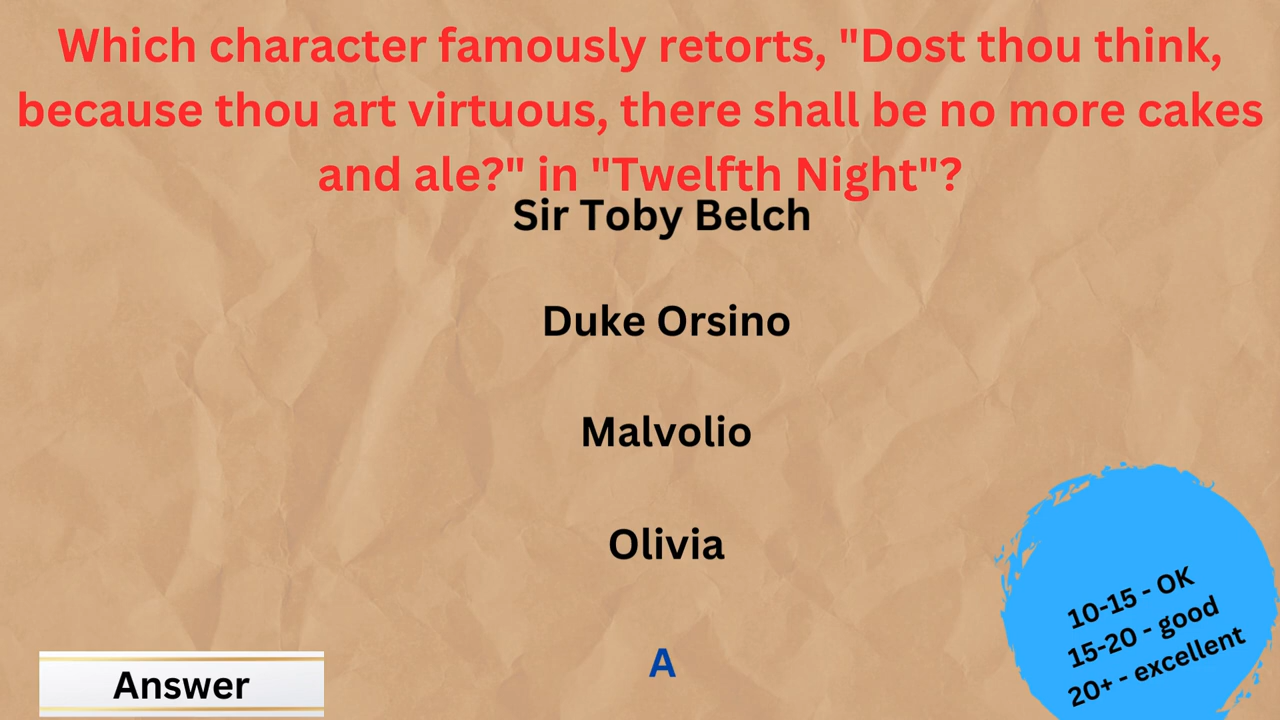 Which character famously retorts, "Dost thou think,
because thou art virtuous, there shall be no more cakes
and ale?" in "Twelfth Night"?
Sir Toby Belch
Duke Orsino
Malvolio
Olivia
A
Answer
10-15 - OK
15-20 - good
20+ - excellent